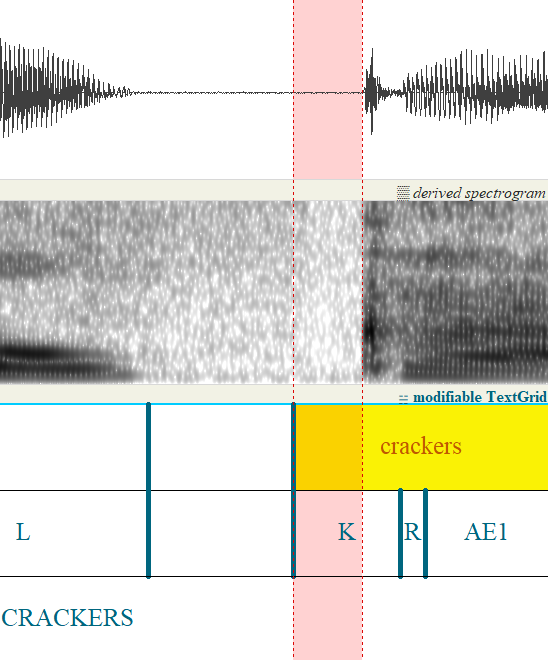 derived spectrogram
modifiable TextGrid
crackers
L K R AE1
CRACKERS